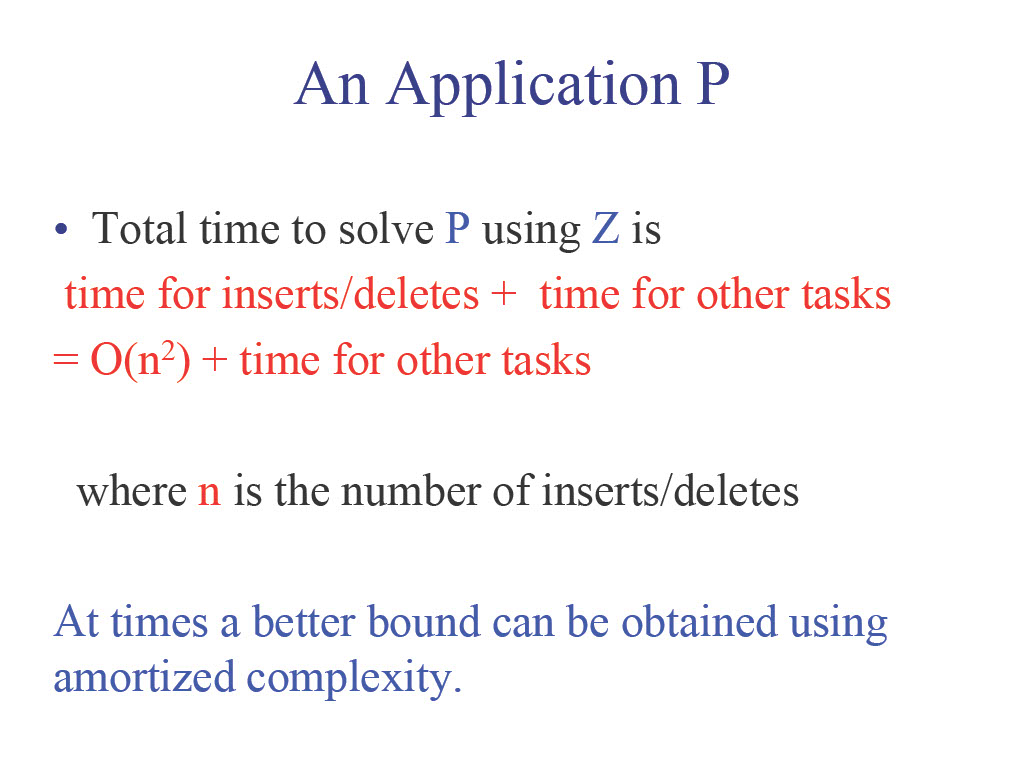 An Application P
• Total time to solve P using Z is
time for inserts/deletes + time for other tasks
= O(n²) + time for other tasks
where n is the number of inserts/deletes
At times a better bound can be obtained using
amortized complexity.